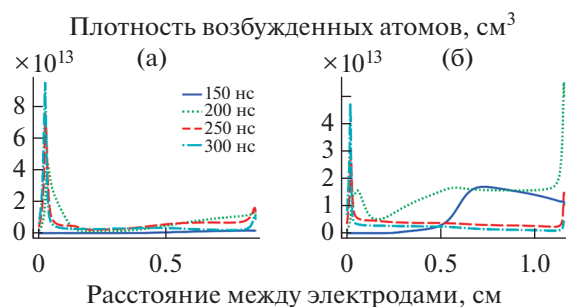 Плотность возбужденных атомов, см³
×10¹³ (а) (б)
×10¹³
8
6
4
2
0
0 0.5
150 нс
200 нс
250 нс
300 нс
4
3
2
1
0
0 0.5 1.0
Расстояние между электродами, см